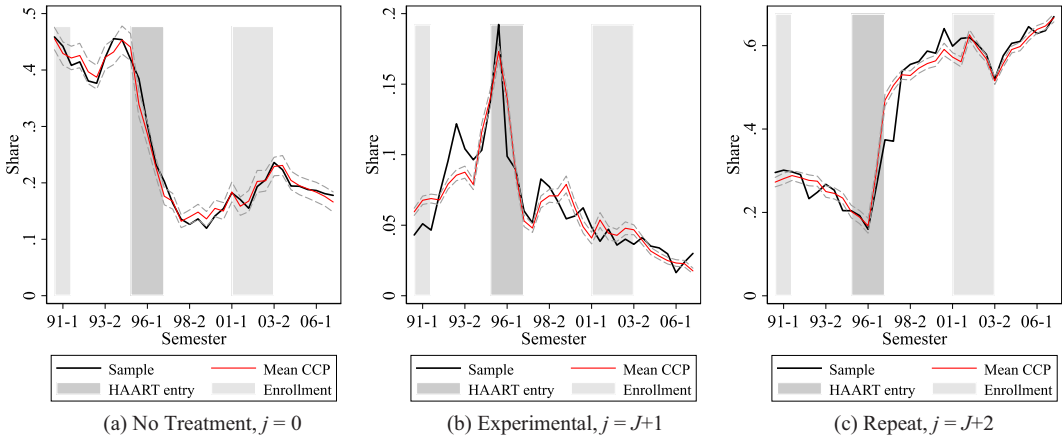 Share
.5
.4
.3
.2
.1
0
91-1 93-2 96-1 98-2 01-1 03-2 06-1
Semester
Sample Mean CCP
HAART entry Enrollment
(a) No Treatment, j = 0
Share
.2
.15
.1
.05
0
91-1 93-2 96-1 98-2 01-1 03-2 06-1
Semester
Sample Mean CCP
HAART entry Enrollment
(b) Experimental, j = J+1
Share
.6
.4
.2
0
91-1 93-2 96-1 98-2 01-1 03-2 06-1
Semester
Sample Mean CCP
HAART entry Enrollment
(c) Repeat, j = J+2